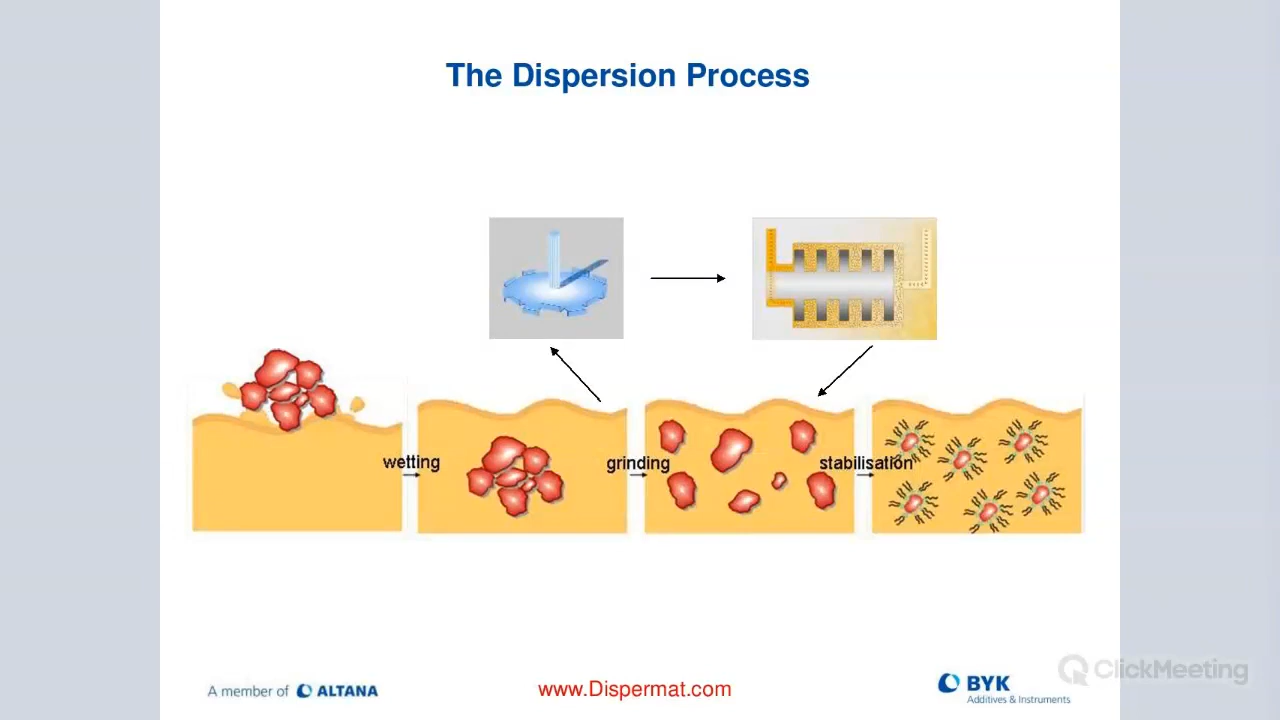 The Dispersion Process
wetting
grinding
stabilisation
A member of ALTANA
www.Dispermat.com
BYK
Additives & Instruments
ClickMeeting